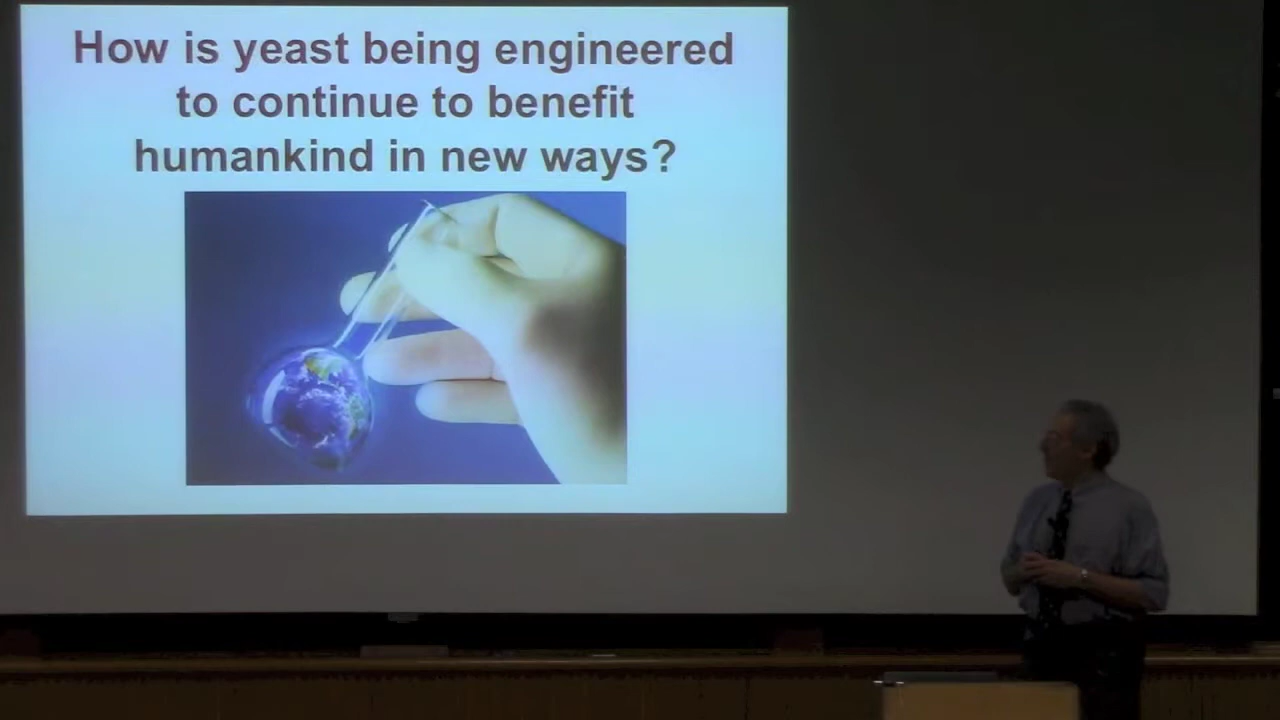 How is yeast being engineered
to continue to benefit
humankind in new ways?